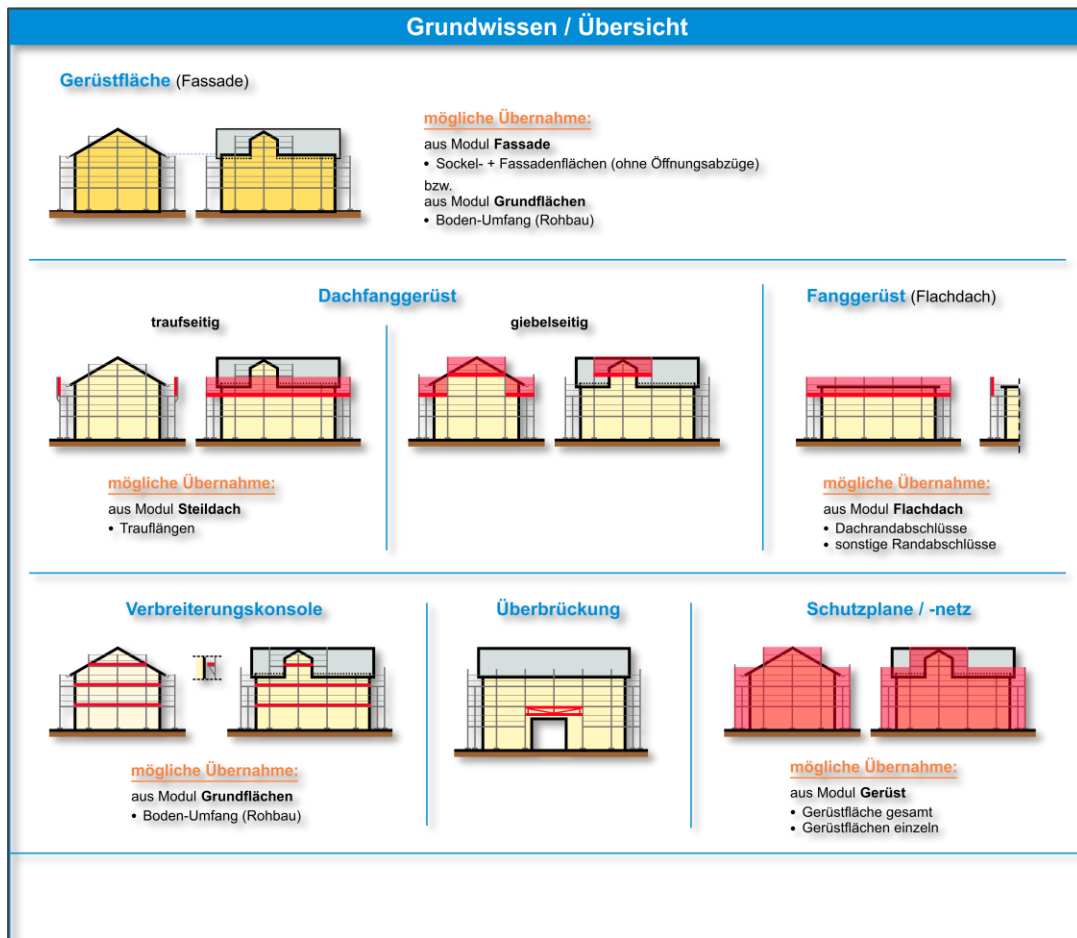 Grundwissen / Übersicht
Gerüstfläche (Fassade)
mögliche Übernahme:
aus Modul Fassade
• Sockel- + Fassadenflächen (ohne Öffnungsabzüge)
bzw.
aus Modul Grundflächen
• Boden-Umfang (Rohbau)
Dachfanggerüst
traufseitig
giebelseitig
mögliche Übernahme:
aus Modul Steildach
• Trauflängen
Fanggerüst (Flachdach)
mögliche Übernahme:
aus Modul Flachdach
• Dachrandabschlüsse
• sonstige Randabschlüsse
Verbreiterungskonsole
mögliche Übernahme:
aus Modul Grundflächen
• Boden-Umfang (Rohbau)
Überbrückung
Schutzplane / -netz
mögliche Übernahme:
aus Modul Gerüst
• Gerüstfläche gesamt
• Gerüstflächen einzeln